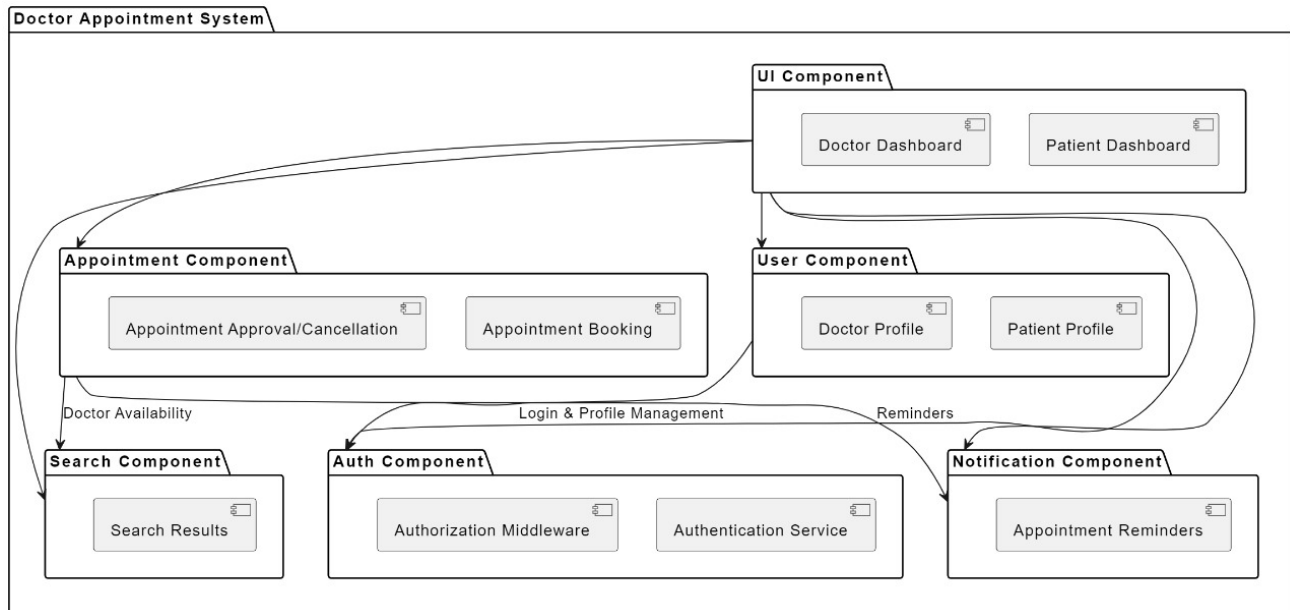 Doctor Appointment System
UI Component
Doctor Dashboard
Patient Dashboard
Appointment Component
User Component
Appointment Approval/Cancellation
Appointment Booking
Doctor Profile
Patient Profile
Doctor Availability
Login & Profile Management
Reminders
Search Component
Auth Component
Notification Component
Search Results
Authorization Middleware
Authentication Service
Appointment Reminders